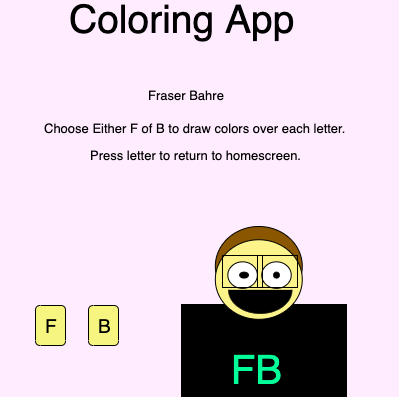 Coloring App
Fraser Bahre
Choose Either F of B to draw colors over each letter.
Press letter to return to homescreen.
F B
FB